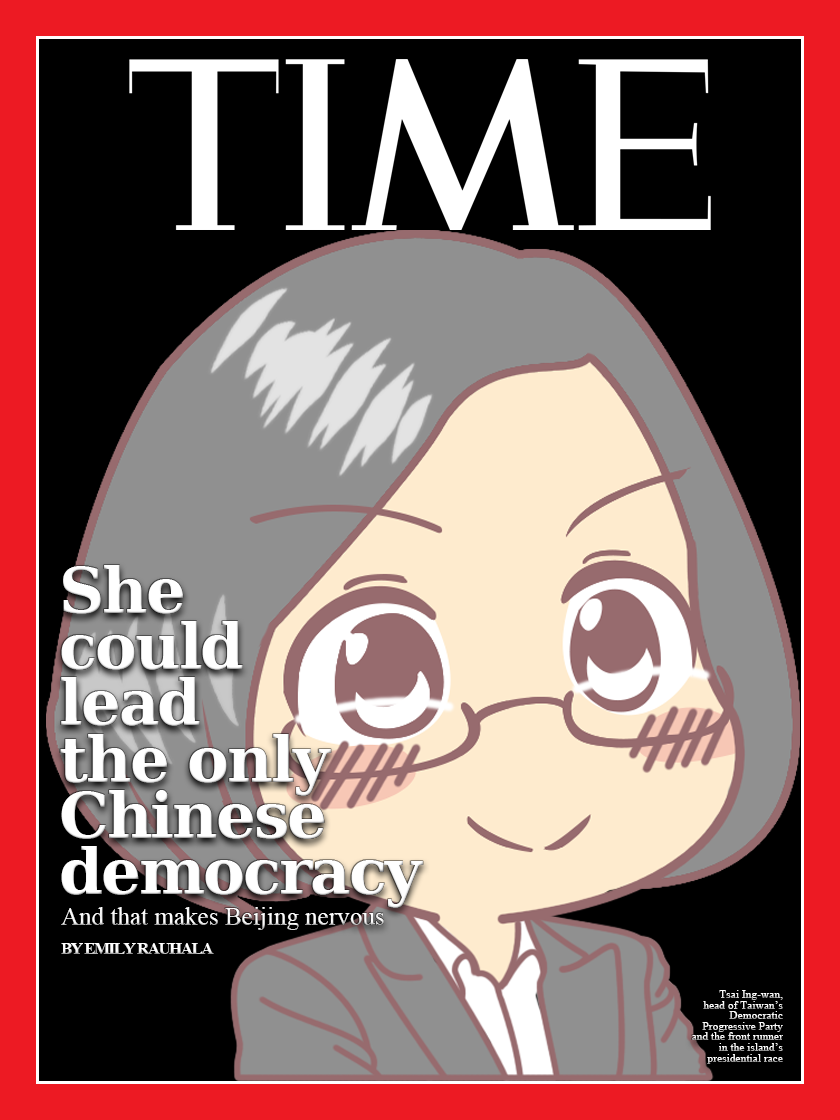 TIME
She
could
lead
the only
Chinese
democracy
And that makes Beijing nervous
BY EMILY RAUHALA
Tsai Ing-wan,
head of Taiwan's
Democratic
Progressive Party
and the front runner
in the island's
presidential race